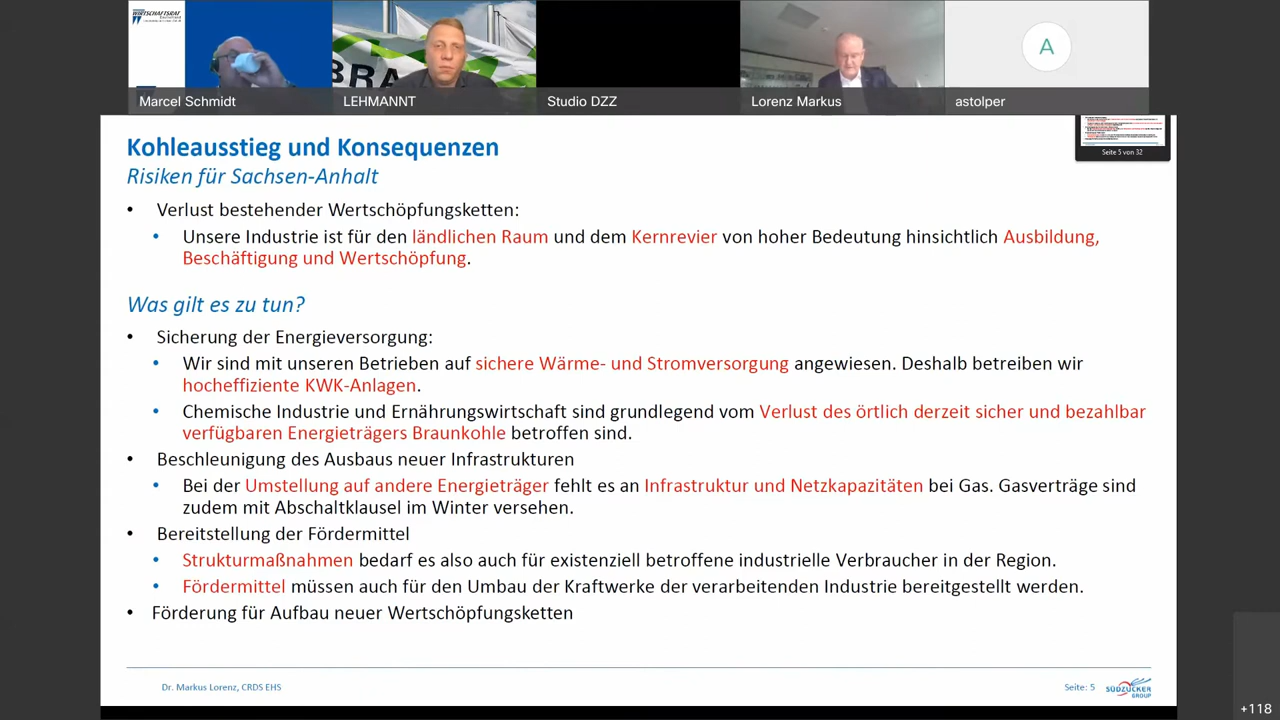 WIRTSCHAFTSRAT
Deutschland
BRA
Marcel Schmidt
LEHMANNT
Studio DZZ
Lorenz Markus
A
astolper
Seite 5 von 32
Kohleausstieg und Konsequenzen
Risiken für Sachsen-Anhalt
• Verlust bestehender Wertschöpfungsketten:
• Unsere Industrie ist für den ländlichen Raum und dem Kernrevier von hoher Bedeutung hinsichtlich Ausbildung,
Beschäftigung und Wertschöpfung.
Was gilt es zu tun?
• Sicherung der Energieversorgung:
• Wir sind mit unseren Betrieben auf sichere Wärme- und Stromversorgung angewiesen. Deshalb betreiben wir
hocheffiziente KWK-Anlagen.
• Chemische Industrie und Ernährungswirtschaft sind grundlegend vom Verlust des örtlich derzeit sicher und bezahlbar
verfügbaren Energieträgers Braunkohle betroffen sind.
• Beschleunigung des Ausbaus neuer Infrastrukturen
• Bei der Umstellung auf andere Energieträger fehlt es an Infrastruktur und Netzkapazitäten bei Gas. Gasverträge sind
zudem mit Abschaltklausel im Winter versehen.
• Bereitstellung der Fördermittel
• Strukturmaßnahmen bedarf es also auch für existenziell betroffene industrielle Verbraucher in der Region.
• Fördermittel müssen auch für den Umbau der Kraftwerke der verarbeitenden Industrie bereitgestellt werden.
• Förderung für Aufbau neuer Wertschöpfungsketten
Dr. Markus Lorenz, CRDS EHS
Seite: 5
SÜDZUCKER
GROUP
+118